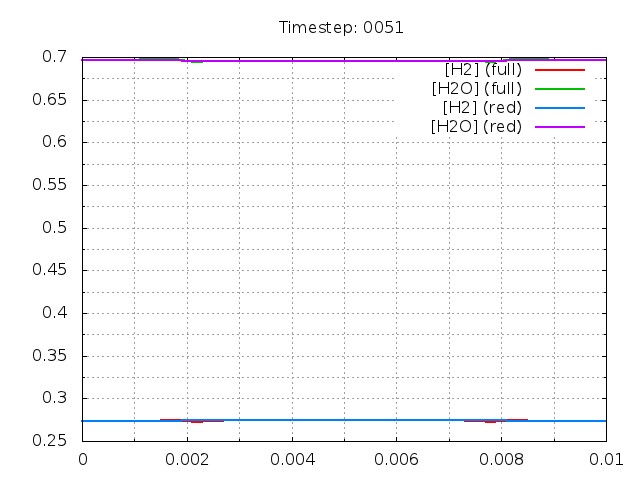 Timestep: 0051
0.7
0.65
0.6
0.55
0.5
0.45
0.4
0.35
0.3
0.25
[H2] (full)
[H2O] (full)
[H2] (red)
[H2O] (red)
0 0.002 0.004 0.006 0.008 0.01